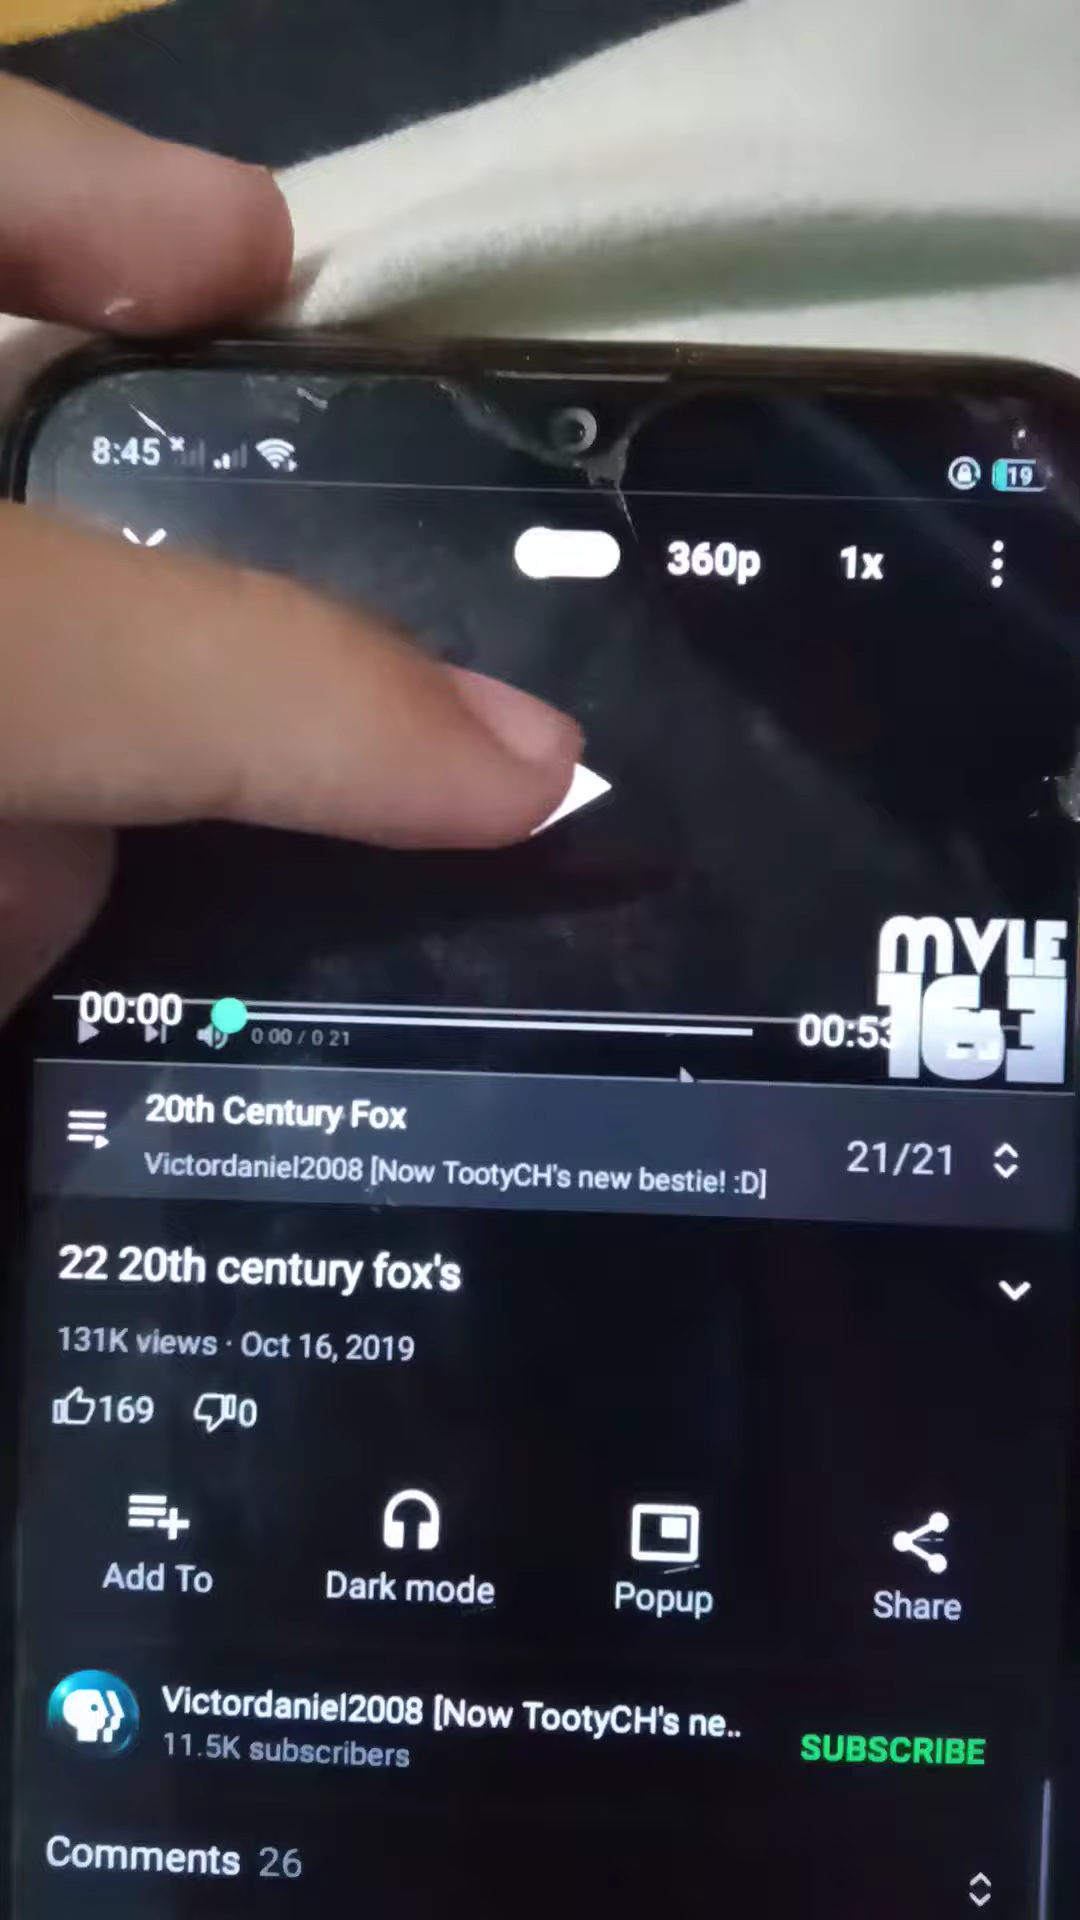 8:45
19
360p
1x
MVLE
163
00:00
00:53
0:00 / 0:21
20th Century Fox
Victordaniel2008 [Now TootyCH's new bestie! :D]
21/21
22 20th century fox's
131K views · Oct 16, 2019
169
0
Add To
Dark mode
Popup
Share
Victordaniel2008 [Now TootyCH's ne..
11.5K subscribers
SUBSCRIBE
Comments 26